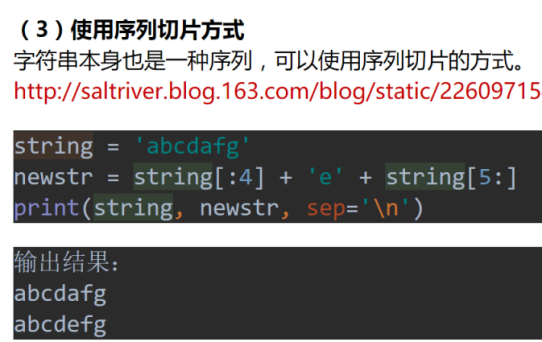 （3）使用序列切片方式
字符串本身也是一种序列，可以使用序列切片的方式。
http://saltriver.blog.163.com/blog/static/22609715
string = 'abcdafg'
newstr = string[:4] + 'e' + string[5:]
print(string, newstr, sep='\n')
输出结果：
abcdafg
abcdefg